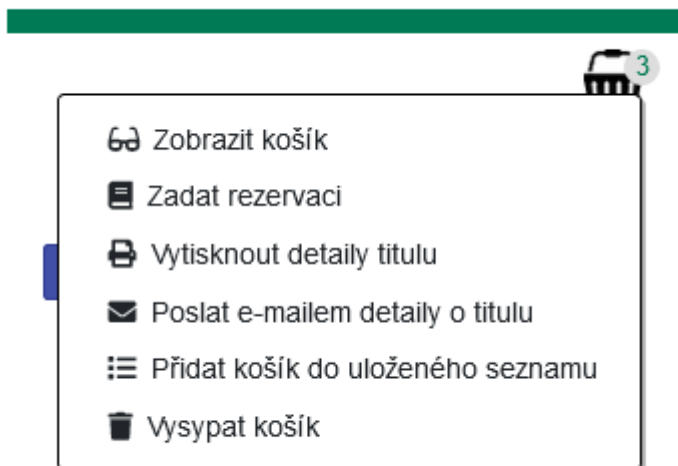 3
Zobrazit košík
Zadat rezervaci
Vytisknout detaily titulu
Poslat e-mailem detaily o titulu
Přidat košík do uloženého seznamu
Vysypat košík